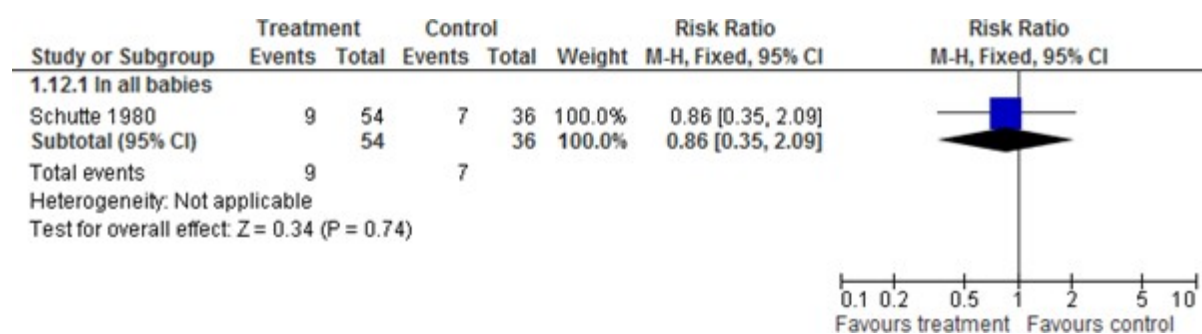 Treatment Control Risk Ratio Risk Ratio
Study or Subgroup Events Total Events Total Weight M-H, Fixed, 95% CI M-H, Fixed, 95% CI
1.12.1 In all babies
Schutte 1980 9 54 7 36 100.0% 0.86 [0.35, 2.09]
Subtotal (95% CI) 54 36 100.0% 0.86 [0.35, 2.09]
Total events 9 7
Heterogeneity: Not applicable
Test for overall effect: Z = 0.34 (P = 0.74)
0.1 0.2 0.5 1 2 5 10
Favours treatment Favours control